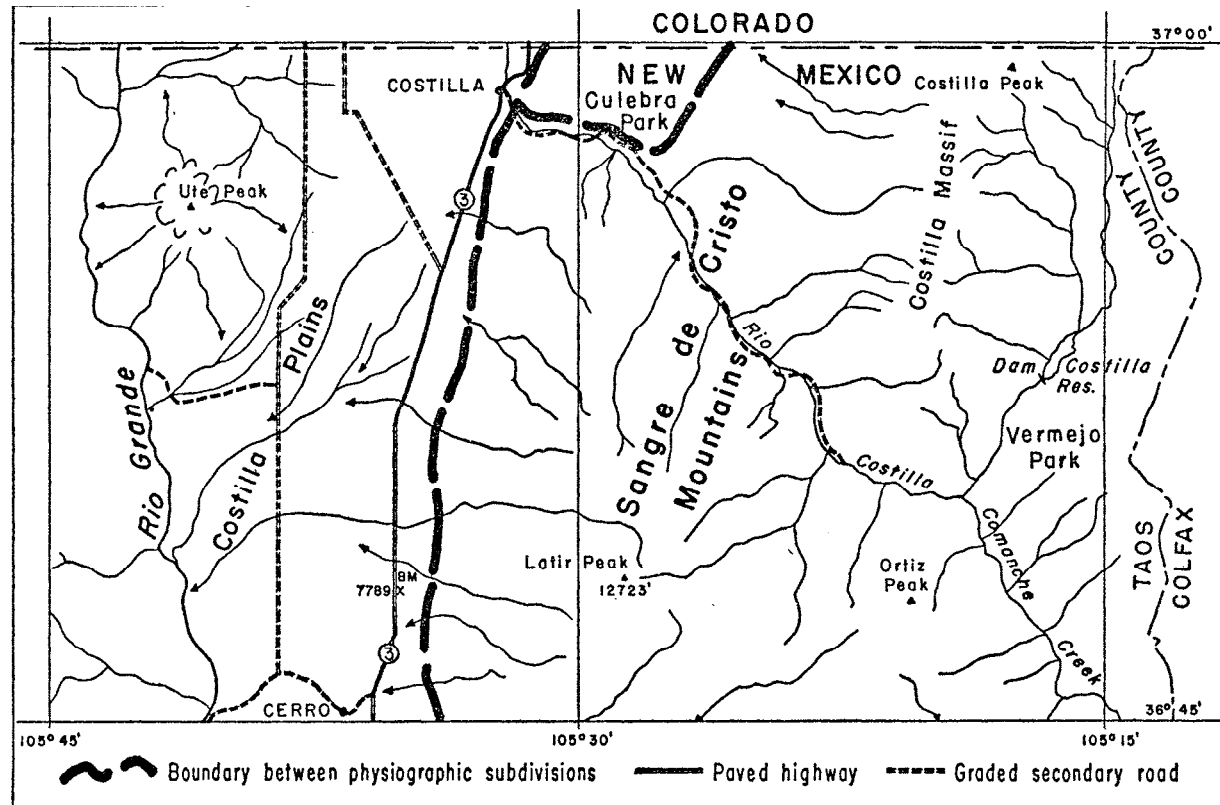 COLORADO
37°00'
NEW MEXICO
COSTILLA
Culebra
Park
Costilla Peak
COUNTY
COUNTY
Ute Peak
3
Costilla Massif
Sangre de Cristo
Mountains
Rio
Costilla
Plains
Rio Grande
Dam
Costilla
Res.
Vermejo
Park
Costilla
Comanche
Creek
TAOS
COLFAX
Latir Peak
12723'
Ortiz
Peak
BM
7789 X
3
CERRO
36°45'
105°45'
105°30'
105°15'
Boundary between physiographic subdivisions
Paved highway
Graded secondary road